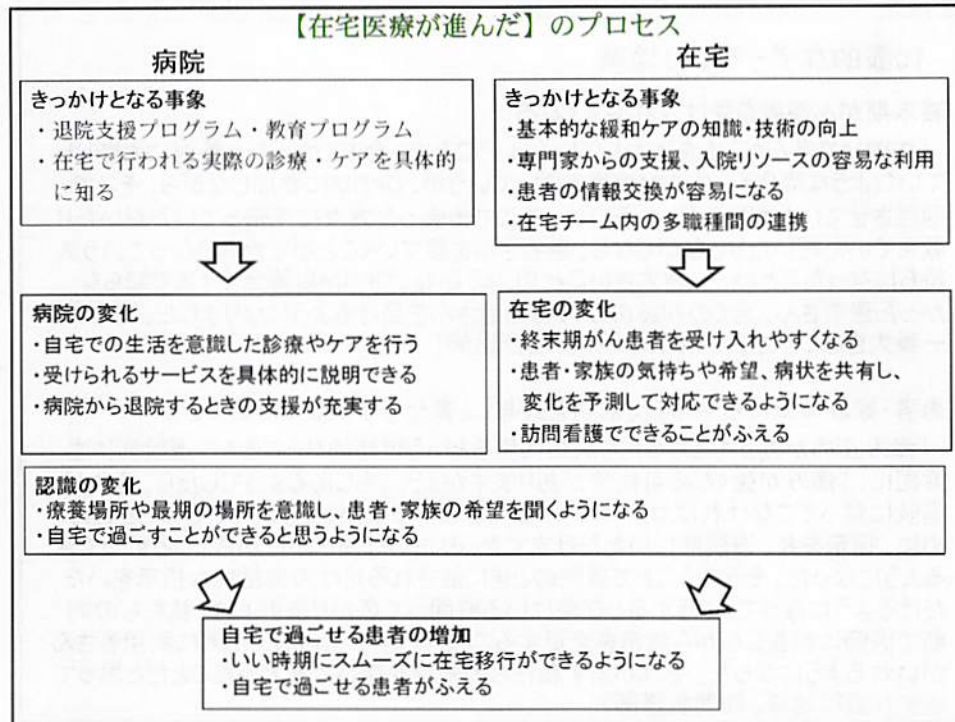 【在宅医療が進んだ】のプロセス
病院
きっかけとなる事象
・退院支援プログラム・教育プログラム
・在宅で行われる実際の診療・ケアを具体的
に知る
在宅
きっかけとなる事象
・基本的な緩和ケアの知識・技術の向上
・専門家からの支援、入院リソースの容易な利用
・患者の情報交換が容易になる
・在宅チーム内の多職種間の連携
病院の変化
・自宅での生活を意識した診療やケアを行う
・受けられるサービスを具体的に説明できる
・病院から退院するときの支援が充実する
在宅の変化
・終末期がん患者を受け入れやすくなる
・患者・家族の気持ちや希望、病状を共有し、
変化を予測して対応できるようになる
・訪問看護でできることがふえる
認識の変化
・療養場所や最期の場所を意識し、患者・家族の希望を聞くようになる
・自宅で過ごすことができると思うようになる
自宅で過ごせる患者の増加
・いい時期にスムーズに在宅移行ができるようになる
・自宅で過ごせる患者がふえる